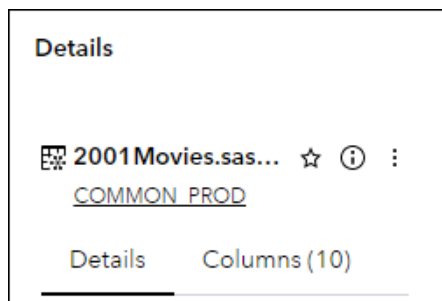 Details
2001Movies.sas...
COMMON_PROD
Details Columns (10)